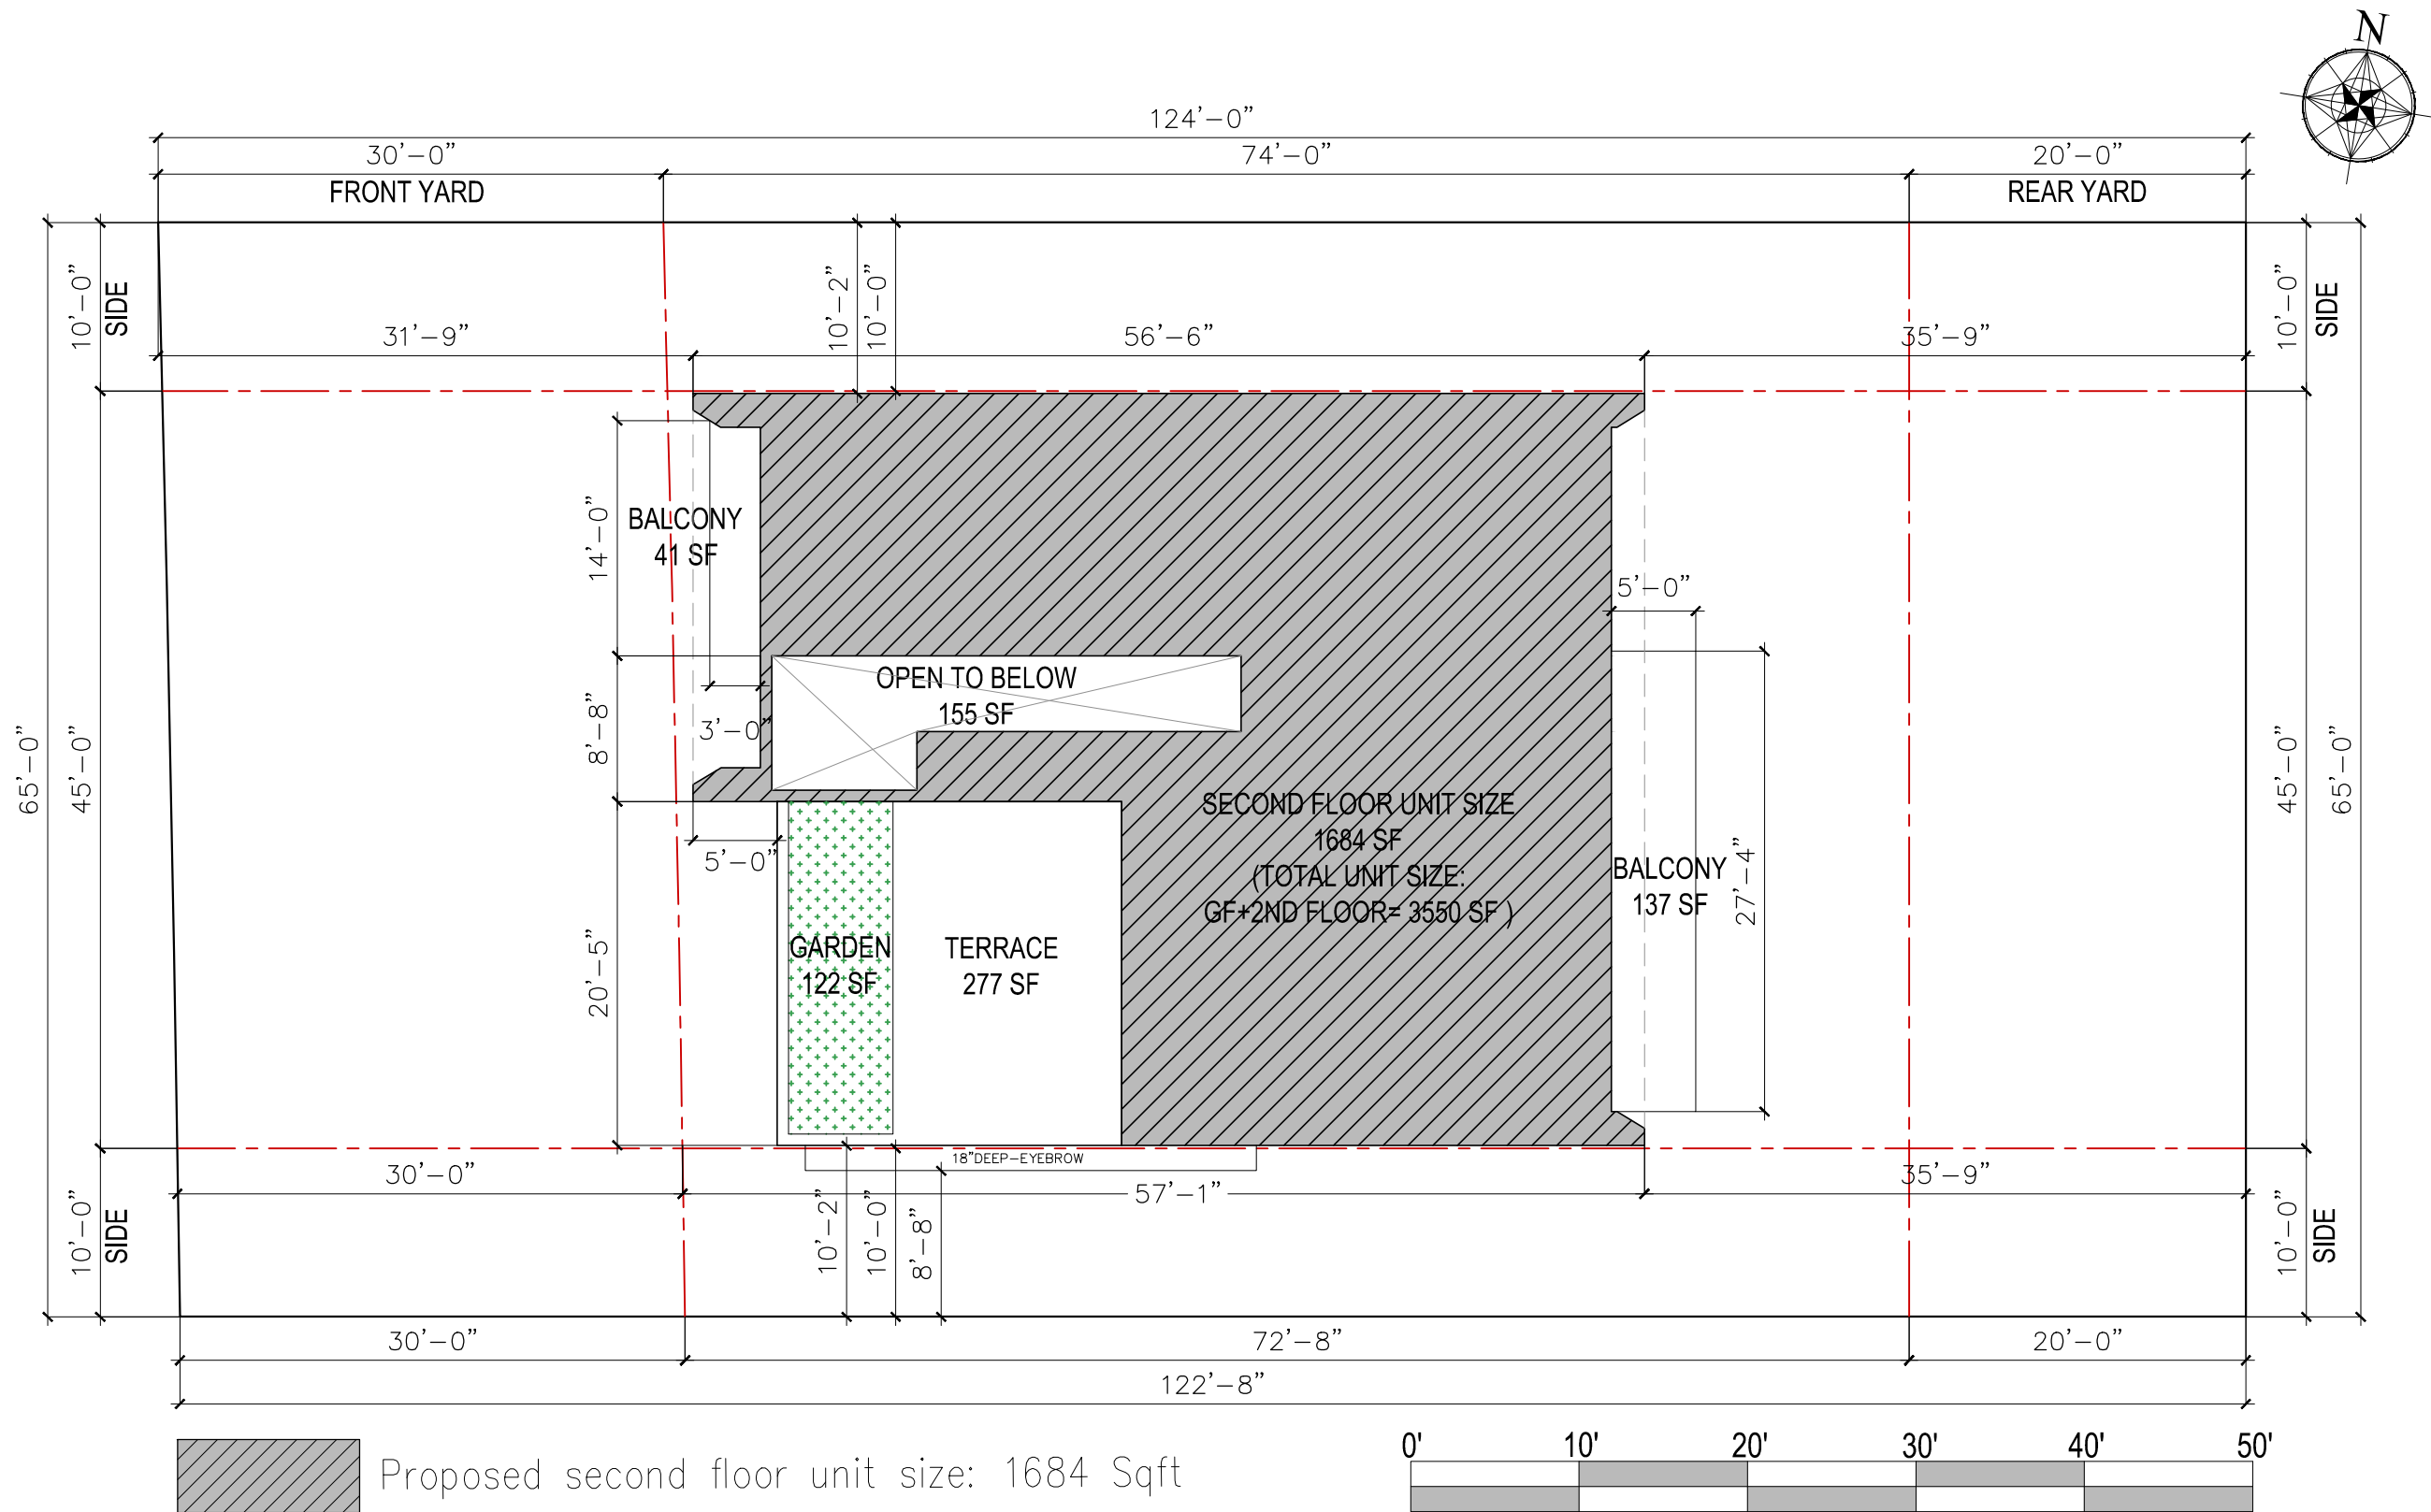 N
124'-0"
30'-0"
74'-0"
20'-0"
FRONT YARD
REAR YARD
10'-0"
SIDE
10'-2"
10'-0"
10'-0"
SIDE
31'-9"
56'-6"
35'-9"
BALCONY
41 SF
14'-0"
5'-0"
OPEN TO BELOW
155 SF
8'-8"
3'-0"
65'-0"
45'-0"
45'-0"
65'-0"
SECOND FLOOR UNIT SIZE
1684 SF
(TOTAL UNIT SIZE:
GF+2ND FLOOR= 3550 SF )
5'-0"
BALCONY
137 SF
27'-4"
20'-5"
GARDEN
122 SF
TERRACE
277 SF
18"DEEP-EYEBROW
30'-0"
57'-1"
35'-9"
10'-0"
SIDE
10'-2"
10'-0"
8'-8"
10'-0"
SIDE
30'-0"
72'-8"
20'-0"
122'-8"
Proposed second floor unit size: 1684 Sqft
0' 10' 20' 30' 40' 50'